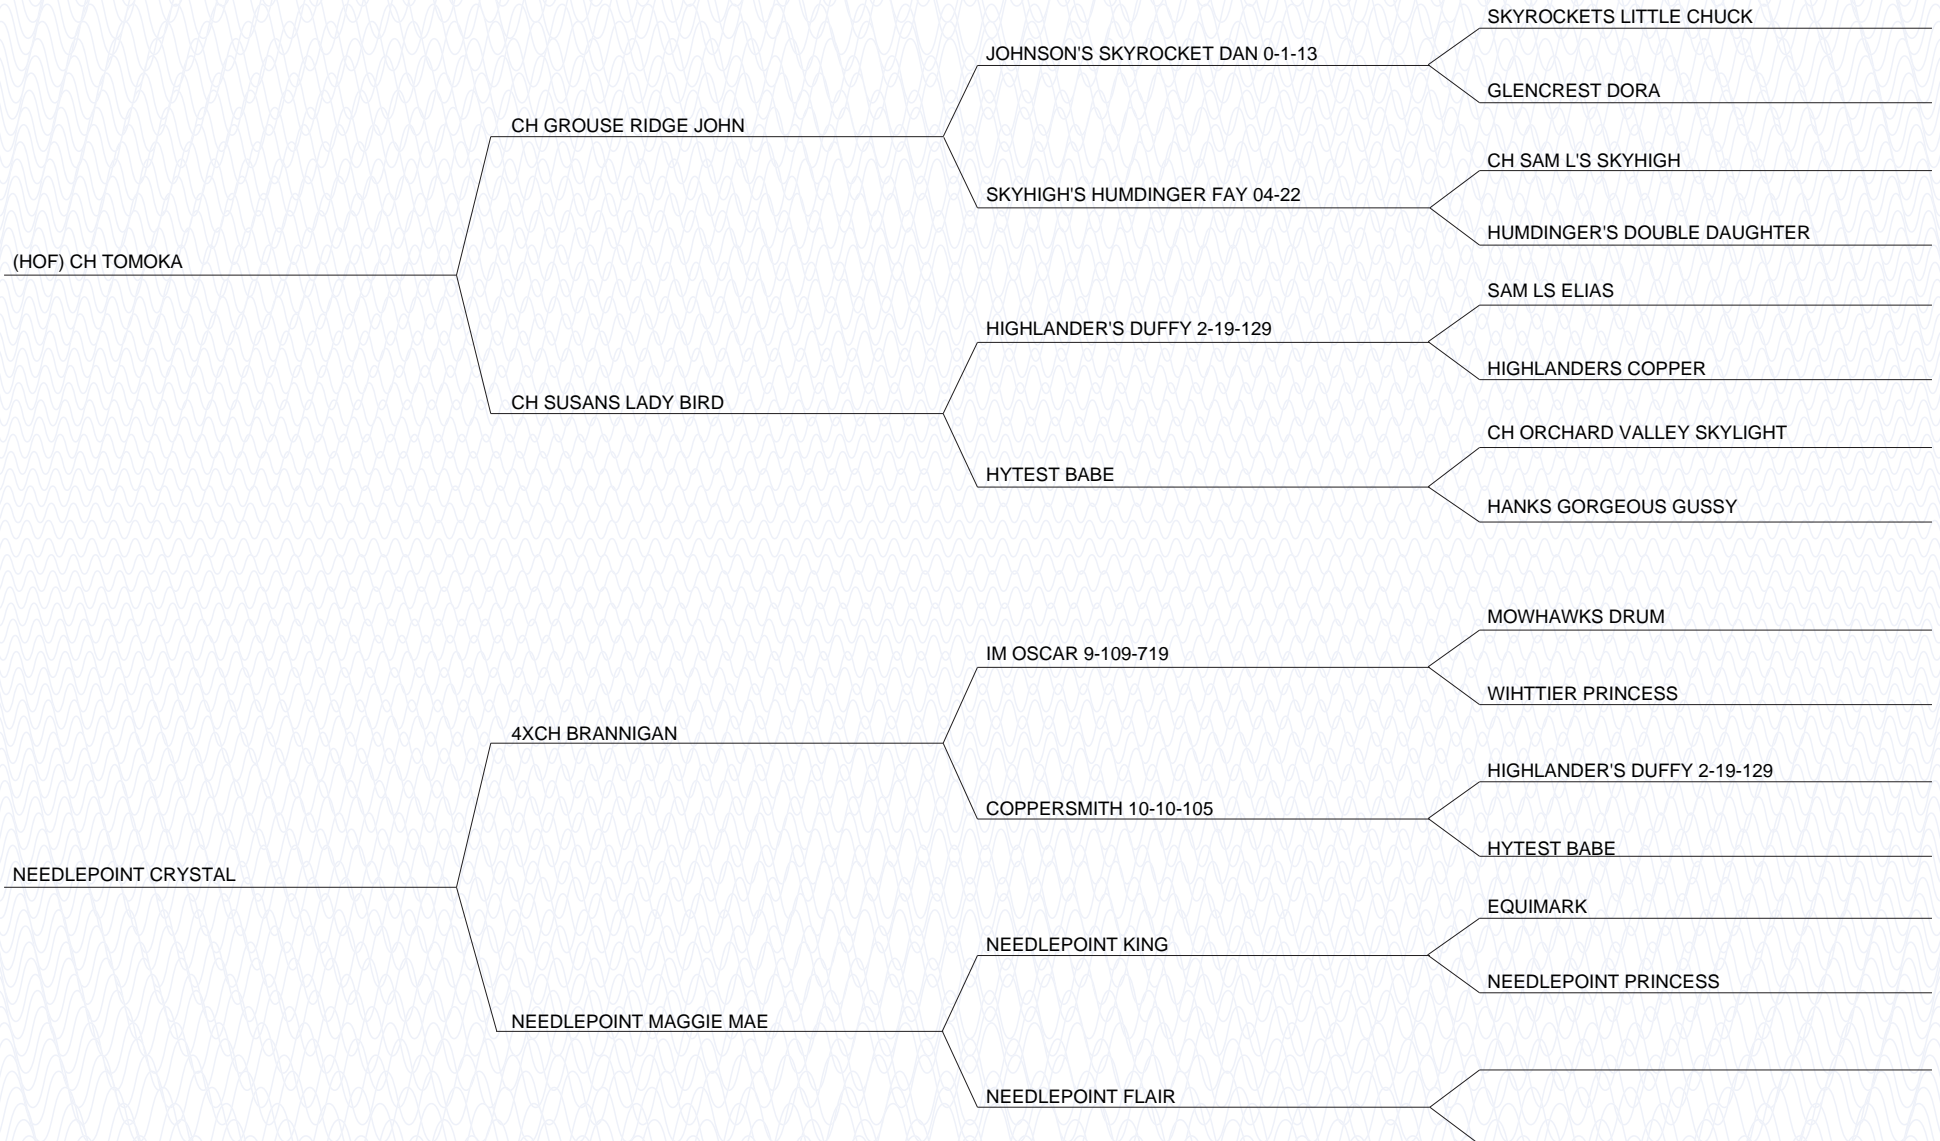 SKYROCKETS LITTLE CHUCK
JOHNSON'S SKYROCKET DAN 0-1-13
GLENCREST DORA
CH GROUSE RIDGE JOHN
CH SAM L'S SKYHIGH
SKYHIGH'S HUMDINGER FAY 04-22
HUMDINGER'S DOUBLE DAUGHTER
(HOF) CH TOMOKA
SAM LS ELIAS
HIGHLANDER'S DUFFY 2-19-129
HIGHLANDERS COPPER
CH SUSANS LADY BIRD
CH ORCHARD VALLEY SKYLIGHT
HYTEST BABE
HANKS GORGEOUS GUSSY
MOWHAWKS DRUM
IM OSCAR 9-109-719
WIHTTIER PRINCESS
4XCH BRANNIGAN
HIGHLANDER'S DUFFY 2-19-129
COPPERSMITH 10-10-105
HYTEST BABE
NEEDLEPOINT CRYSTAL
EQUIMARK
NEEDLEPOINT KING
NEEDLEPOINT PRINCESS
NEEDLEPOINT MAGGIE MAE
NEEDLEPOINT FLAIR